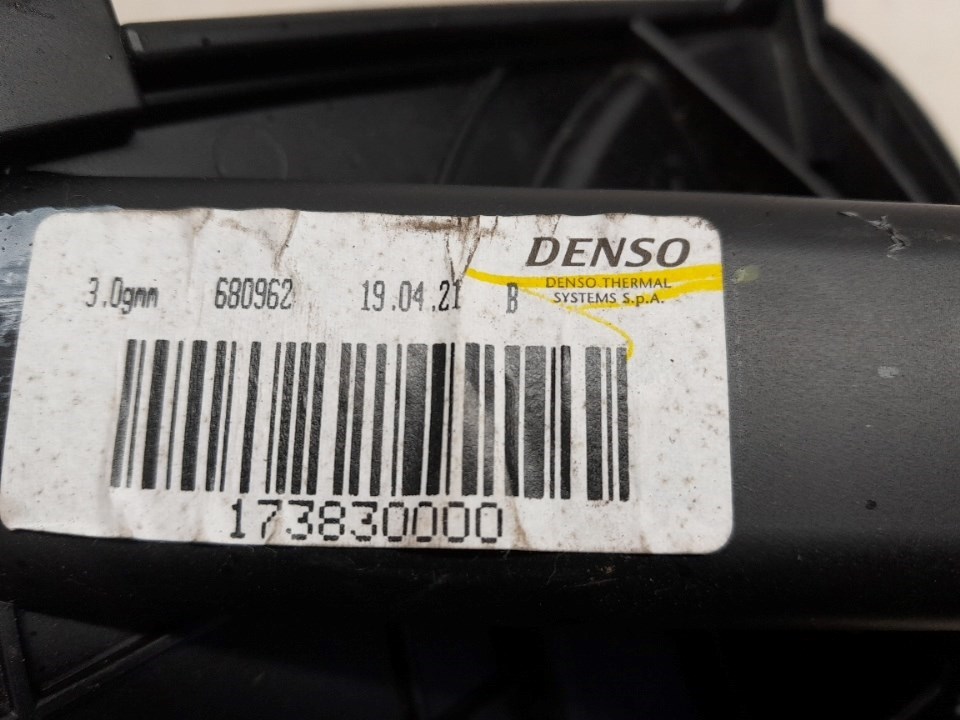 DENSO
DENSO THERMAL
SYSTEMS S.p.A.
3.0gmm 680962 19.04.21 B
173830000